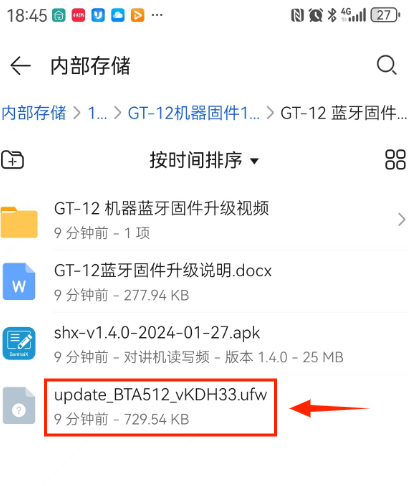 18:45 ··· 4G 27
内部存储
内部存储 > 1... > GT-12机器固件1... > GT-12 蓝牙固件...
按时间排序
GT-12 机器蓝牙固件升级视频
9 分钟前 – 1 项
W
GT-12蓝牙固件升级说明.docx
9 分钟前 – 277.94 KB
shx-v1.4.0-2024-01-27.apk
9 分钟前 – 对讲机读写频 – 版本 1.4.0 – 25 MB
?
update_BTA512_vKDH33.ufw
9 分钟前 – 729.54 KB